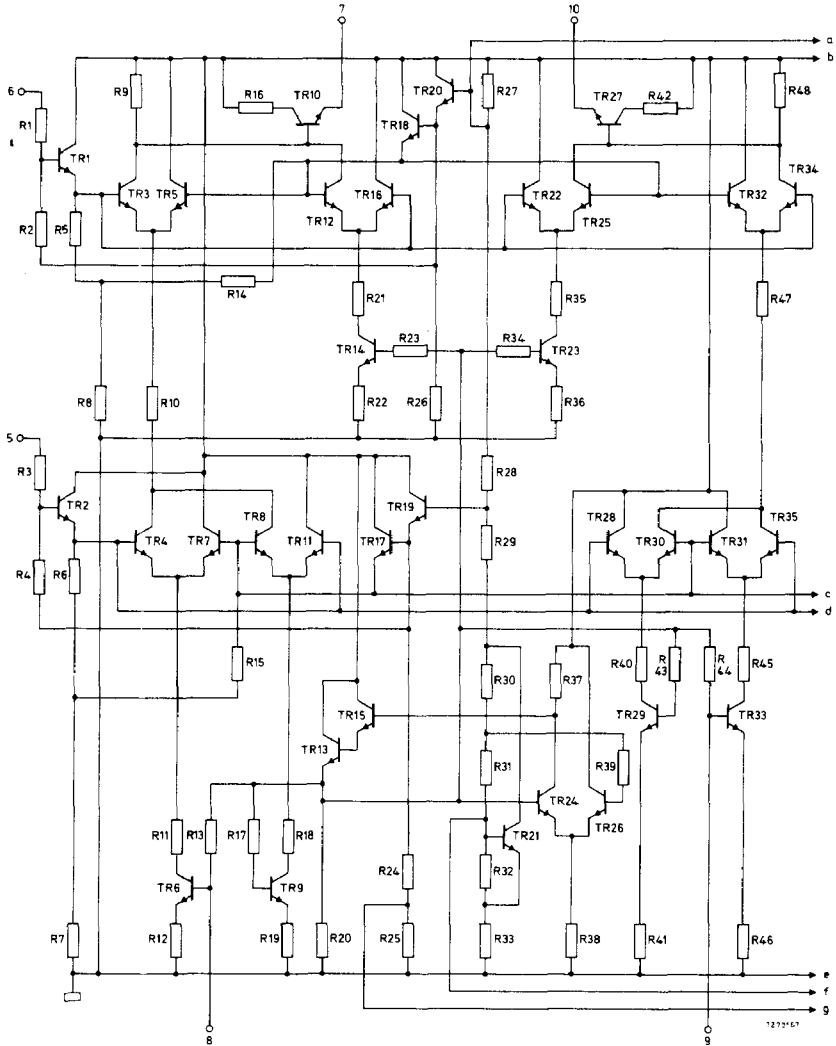 7 10
a
b
R9 R16 TR10 TR20 R27 TR27 R42 R48
6
R1 TR18
TR1
TR3 TR5 TR16 TR22 TR32 TR34
TR12 TR25
R2 R5
R14
R21 R35 R47
R23 R34
TR14 TR23
R8 R10 R22 R26 R36
5
R3 R28
TR2 TR19
TR8 TR28 TR35
TR4 TR7 TR11 TR17 R29 TR30 TR31
R4 R6
c
d
R15 R40 R43 R44 R45
R30 R37
TR15 TR29 TR33
TR13
R31 R39
TR24
R11 R13 R17 R18 TR21 TR26
R24 R32
TR6 TR9
R7 R12 R19 R20 R25 R33 R38 R41 R46
e
f
g
8 9